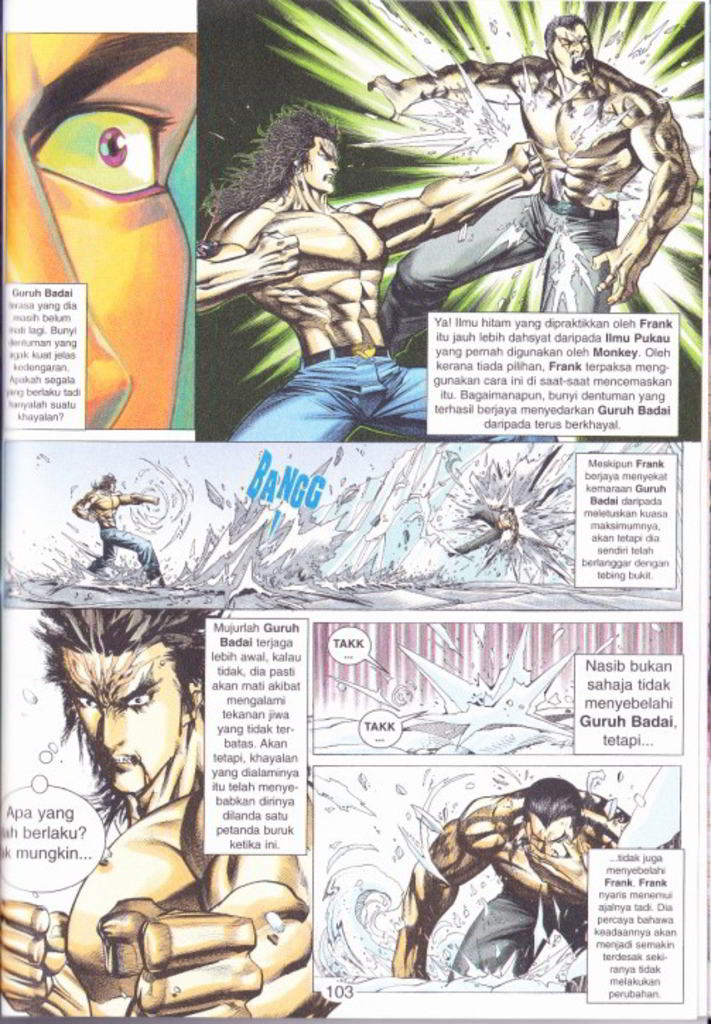 Guruh Badai
rasa yang dia
masih belum
mati lagi. Bunyi
dentuman yang
agak kuat jelas
kedengaran.
Apakah segala
yang berlaku tadi
hanyalah suatu
khayalan?
Ya! Ilmu hitam yang dipraktikkan oleh Frank
itu jauh lebih dahsyat daripada Ilmu Pukau
yang pernah digunakan oleh Monkey. Oleh
kerana tiada pilihan, Frank terpaksa meng-
gunakan cara ini di saat-saat mencemaskan
itu. Bagaimanapun, bunyi dentuman yang
terhasil berjaya menyedarkan Guruh Badai
daripada terus berkhayal.
BANGG
!
Meskipun Frank
berjaya menyekat
kemaraan Guruh
Badai daripada
meletuskan kuasa
maksimumnya,
akan tetapi dia
sendiri telah
berlanggar dengan
tebing bukit.
Mujurlah Guruh
Badai terjaga
lebih awal, kalau
tidak, dia pasti
akan mati akibat
mengalami
tekanan jiwa
yang tidak ter-
batas. Akan
tetapi, khayalan
yang dialaminya
itu telah menye-
babkan dirinya
dilanda satu
petanda buruk
ketika ini.
Apa yang
berlaku?
mungkin...
TAKK
...
TAKK
...
Nasib bukan
sahaja tidak
menyebelahi
Guruh Badai,
tetapi...
...tidak juga
menyebelahi
Frank. Frank
nyaris menemui
ajalnya tadi. Dia
percaya bahawa
keadaannya akan
menjadi semakin
terdesak seki-
ranya tidak
melakukan
perubahan.
103